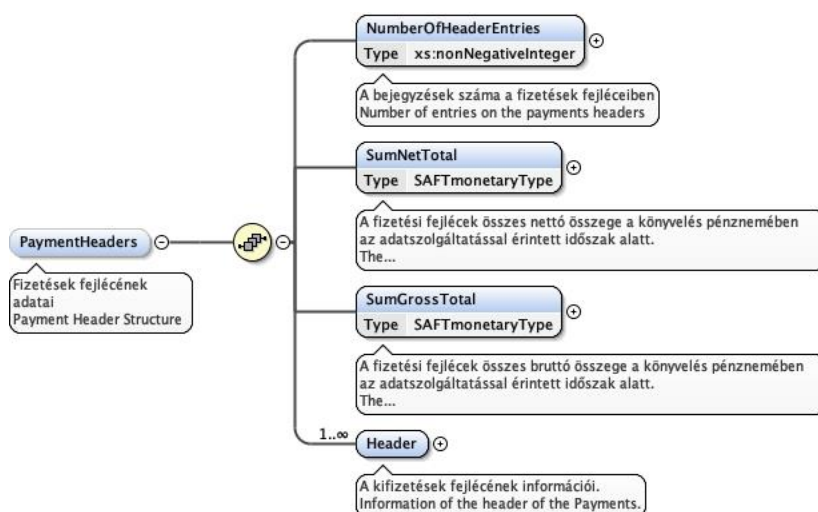 NumberOfHeaderEntries
Type xs:nonNegativeInteger
A bejegyzések száma a fizetések fejléceiben
Number of entries on the payments headers
SumNetTotal
Type SAFTmonetaryType
A fizetési fejlécek összes nettó összege a könyvelés pénznemében
az adatszolgáltatással érintett időszak alatt.
The...
PaymentHeaders
Fizetések fejlécének
adatai
Payment Header Structure
SumGrossTotal
Type SAFTmonetaryType
A fizetési fejlécek összes bruttó összege a könyvelés pénznemében
az adatszolgáltatással érintett időszak alatt.
The...
1..∞
Header
A kifizetések fejlécének információi.
Information of the header of the Payments.